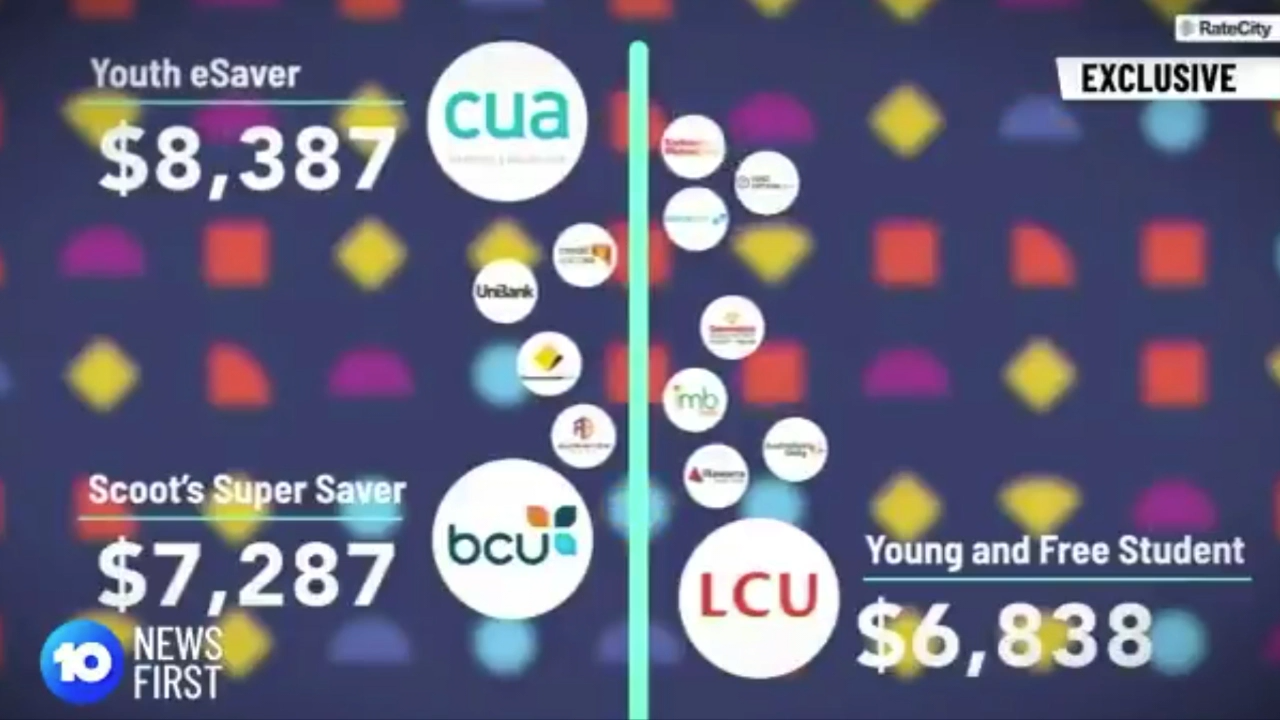 RateCity
EXCLUSIVE
Youth eSaver
$8,387
cua
UniBank
imb
Scoot's Super Saver
$7,287
bcu
LCU
Young and Free Student
$6,838
10 NEWS
FIRST